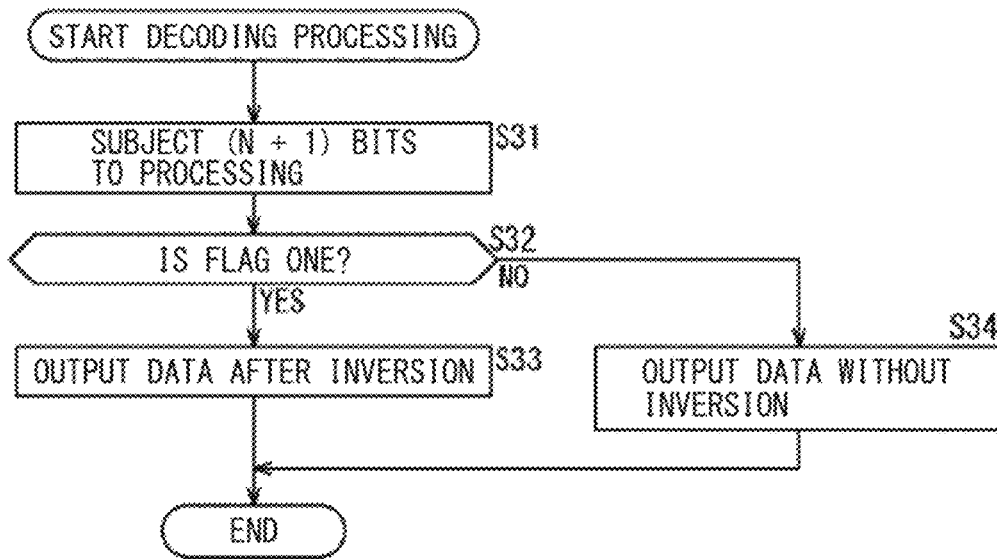 START DECODING PROCESSING
SUBJECT (N + 1) BITS
TO PROCESSING
S31
IS FLAG ONE?
S32
NO
YES
OUTPUT DATA AFTER INVERSION
S33
S34
OUTPUT DATA WITHOUT
INVERSION
END